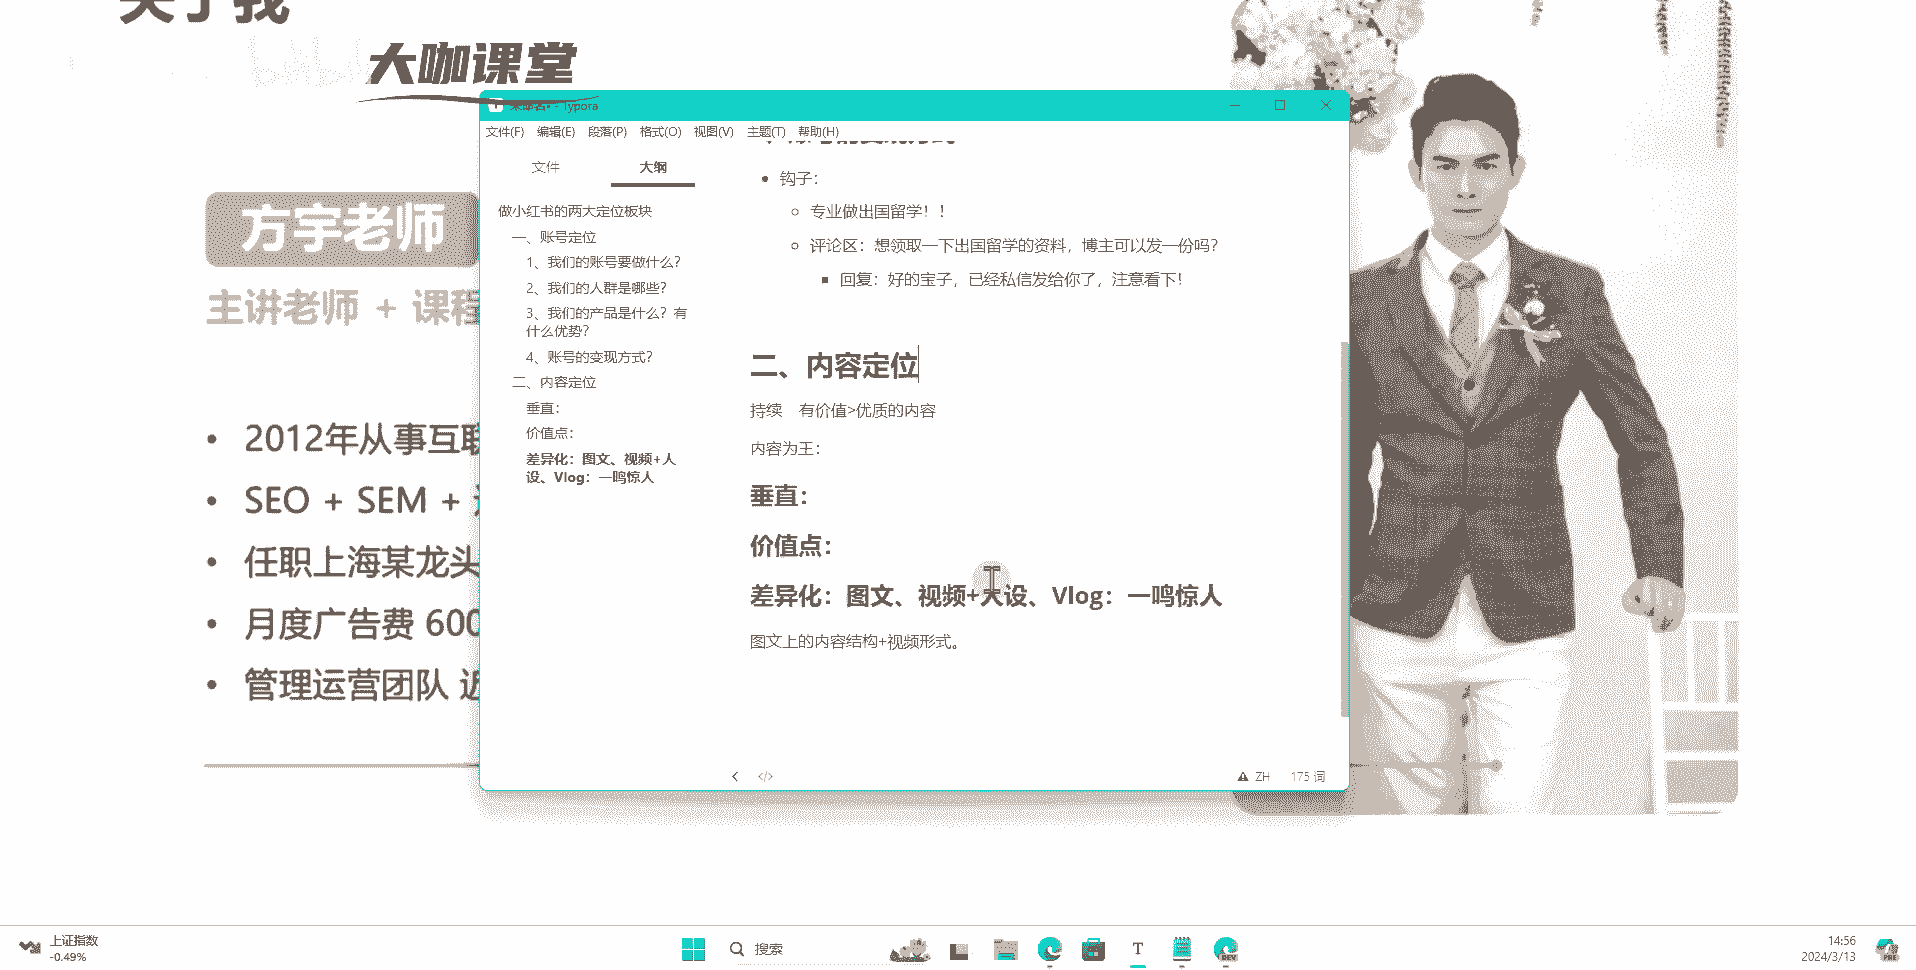 关于我
大咖课堂
方宇老师
主讲老师 + 课程
2012年从事互联
SEO + SEM +
任职上海某龙头
月度广告费 600
管理运营团队 近
未命名• - Typora
文件(F) 编辑(E) 段落(P) 格式(O) 视图(V) 主题(T) 帮助(H)
文件 大纲
做小红书的两大定位板块
一、账号定位
1、我们的账号要做什么？
2、我们的人群是哪些？
3、我们的产品是什么？有
什么优势？
4、账号的变现方式？
二、内容定位
垂直：
价值点：
差异化：图文、视频+人
设、Vlog：一鸣惊人
钩子：
专业做出国留学！！
评论区：想领取一下出国留学的资料，博主可以发一份吗？
回复：好的宝子，已经私信发给你了，注意看下！
二、内容定位
持续 有价值>优质的内容
内容为王：
垂直：
价值点：
差异化：图文、视频+人设、Vlog：一鸣惊人
图文上的内容结构+视频形式。
ZH 175 词
上证指数
-0.49%
搜索
T
DEV
14:56
2024/3/13
PRE